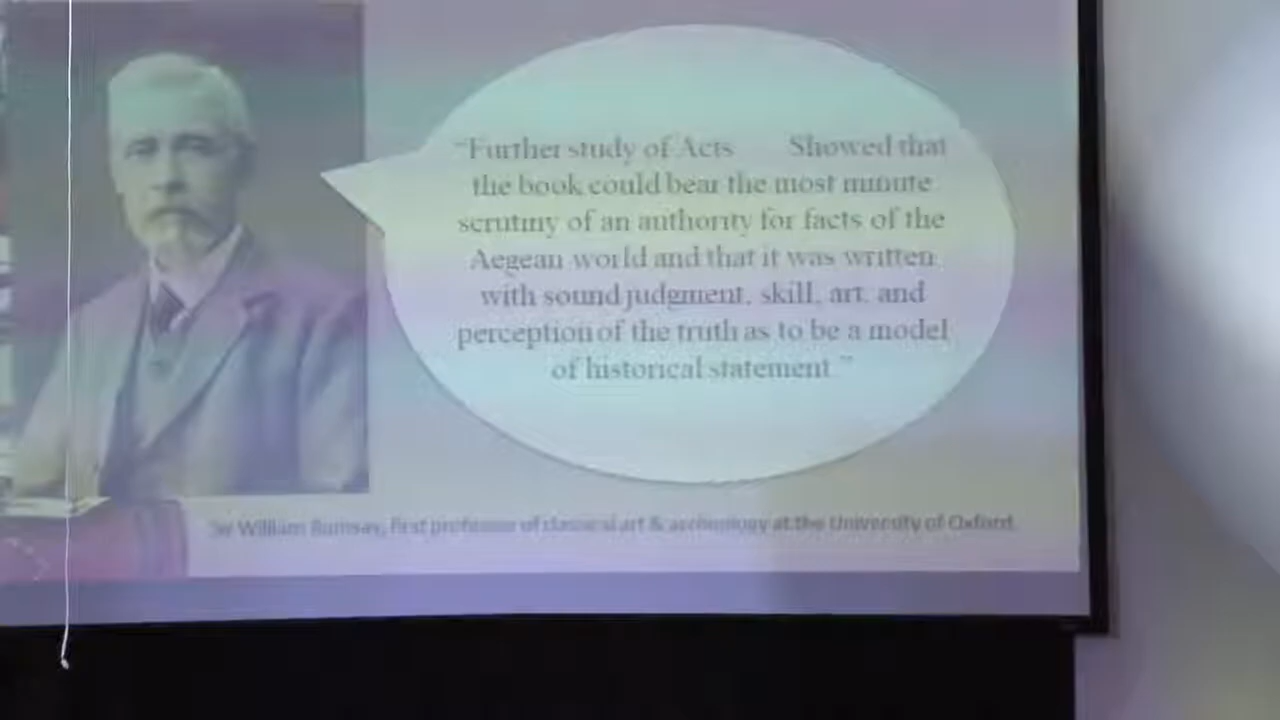 "Further study of Acts Showed that
the book could bear the most minute
scrutiny of an authority for facts of the
Aegean world and that it was written
with sound judgment, skill, art, and
perception of the truth as to be a model
of historical statement."
Sir William Ramsay, first professor of classical art & archeology at the University of Oxford.